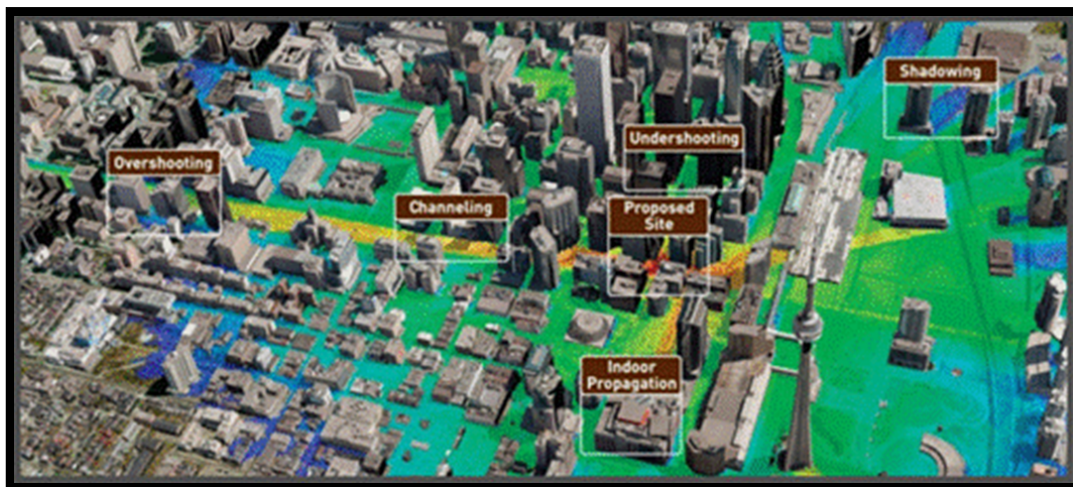 Shadowing
Undershooting
Overshooting
Channeling
Proposed
Site
Indoor
Propagation